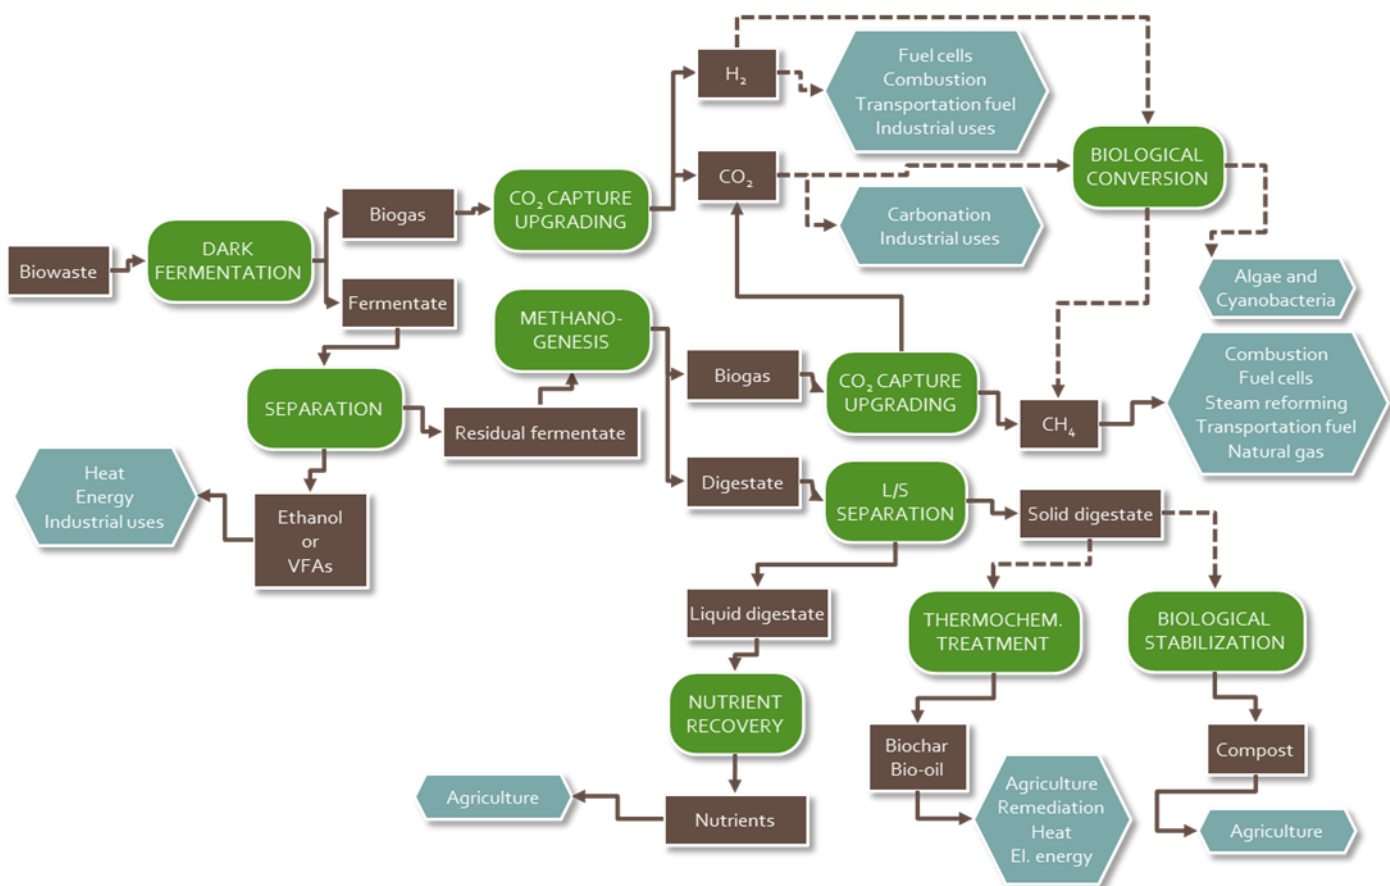 Biowaste
DARK
FERMENTATION
Biogas
Fermentate
CO₂ CAPTURE
UPGRADING
H₂
CO₂
Fuel cells
Combustion
Transportation fuel
Industrial uses
Carbonation
Industrial uses
BIOLOGICAL
CONVERSION
Algae and
Cyanobacteria
SEPARATION
Residual fermentate
METHANO-
GENESIS
Biogas
CO₂ CAPTURE
UPGRADING
CH₄
Combustion
Fuel cells
Steam reforming
Transportation fuel
Natural gas
Heat
Energy
Industrial uses
Ethanol
or
VFAs
Digestate
L/S
SEPARATION
Solid digestate
Liquid digestate
THERMOCHEM.
TREATMENT
BIOLOGICAL
STABILIZATION
NUTRIENT
RECOVERY
Biochar
Bio-oil
Compost
Agriculture
Nutrients
Agriculture
Remediation
Heat
El. energy
Agriculture